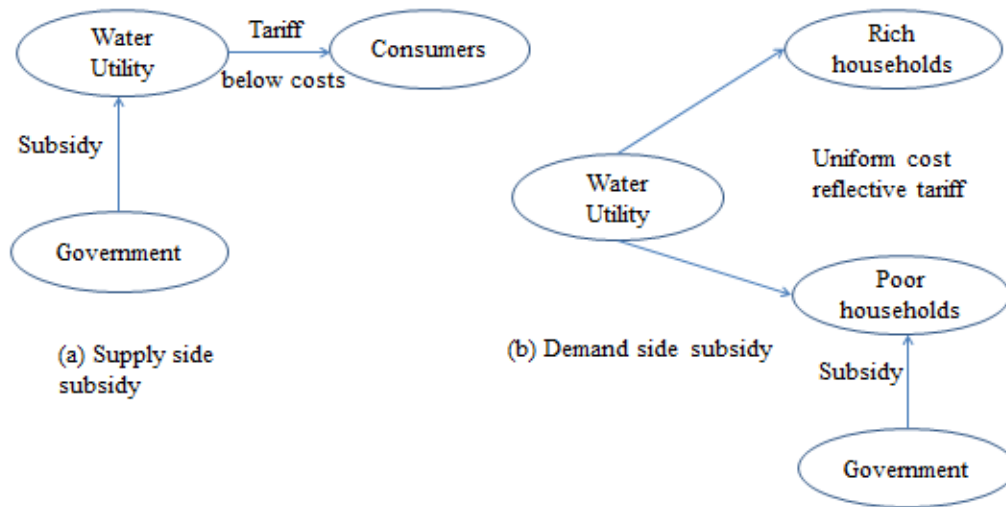 Water
Utility
Tariff
below costs
Consumers
Subsidy
Government
(a) Supply side
subsidy
Rich
households
Water
Utility
Uniform cost
reflective tariff
Poor
households
(b) Demand side subsidy
Subsidy
Government